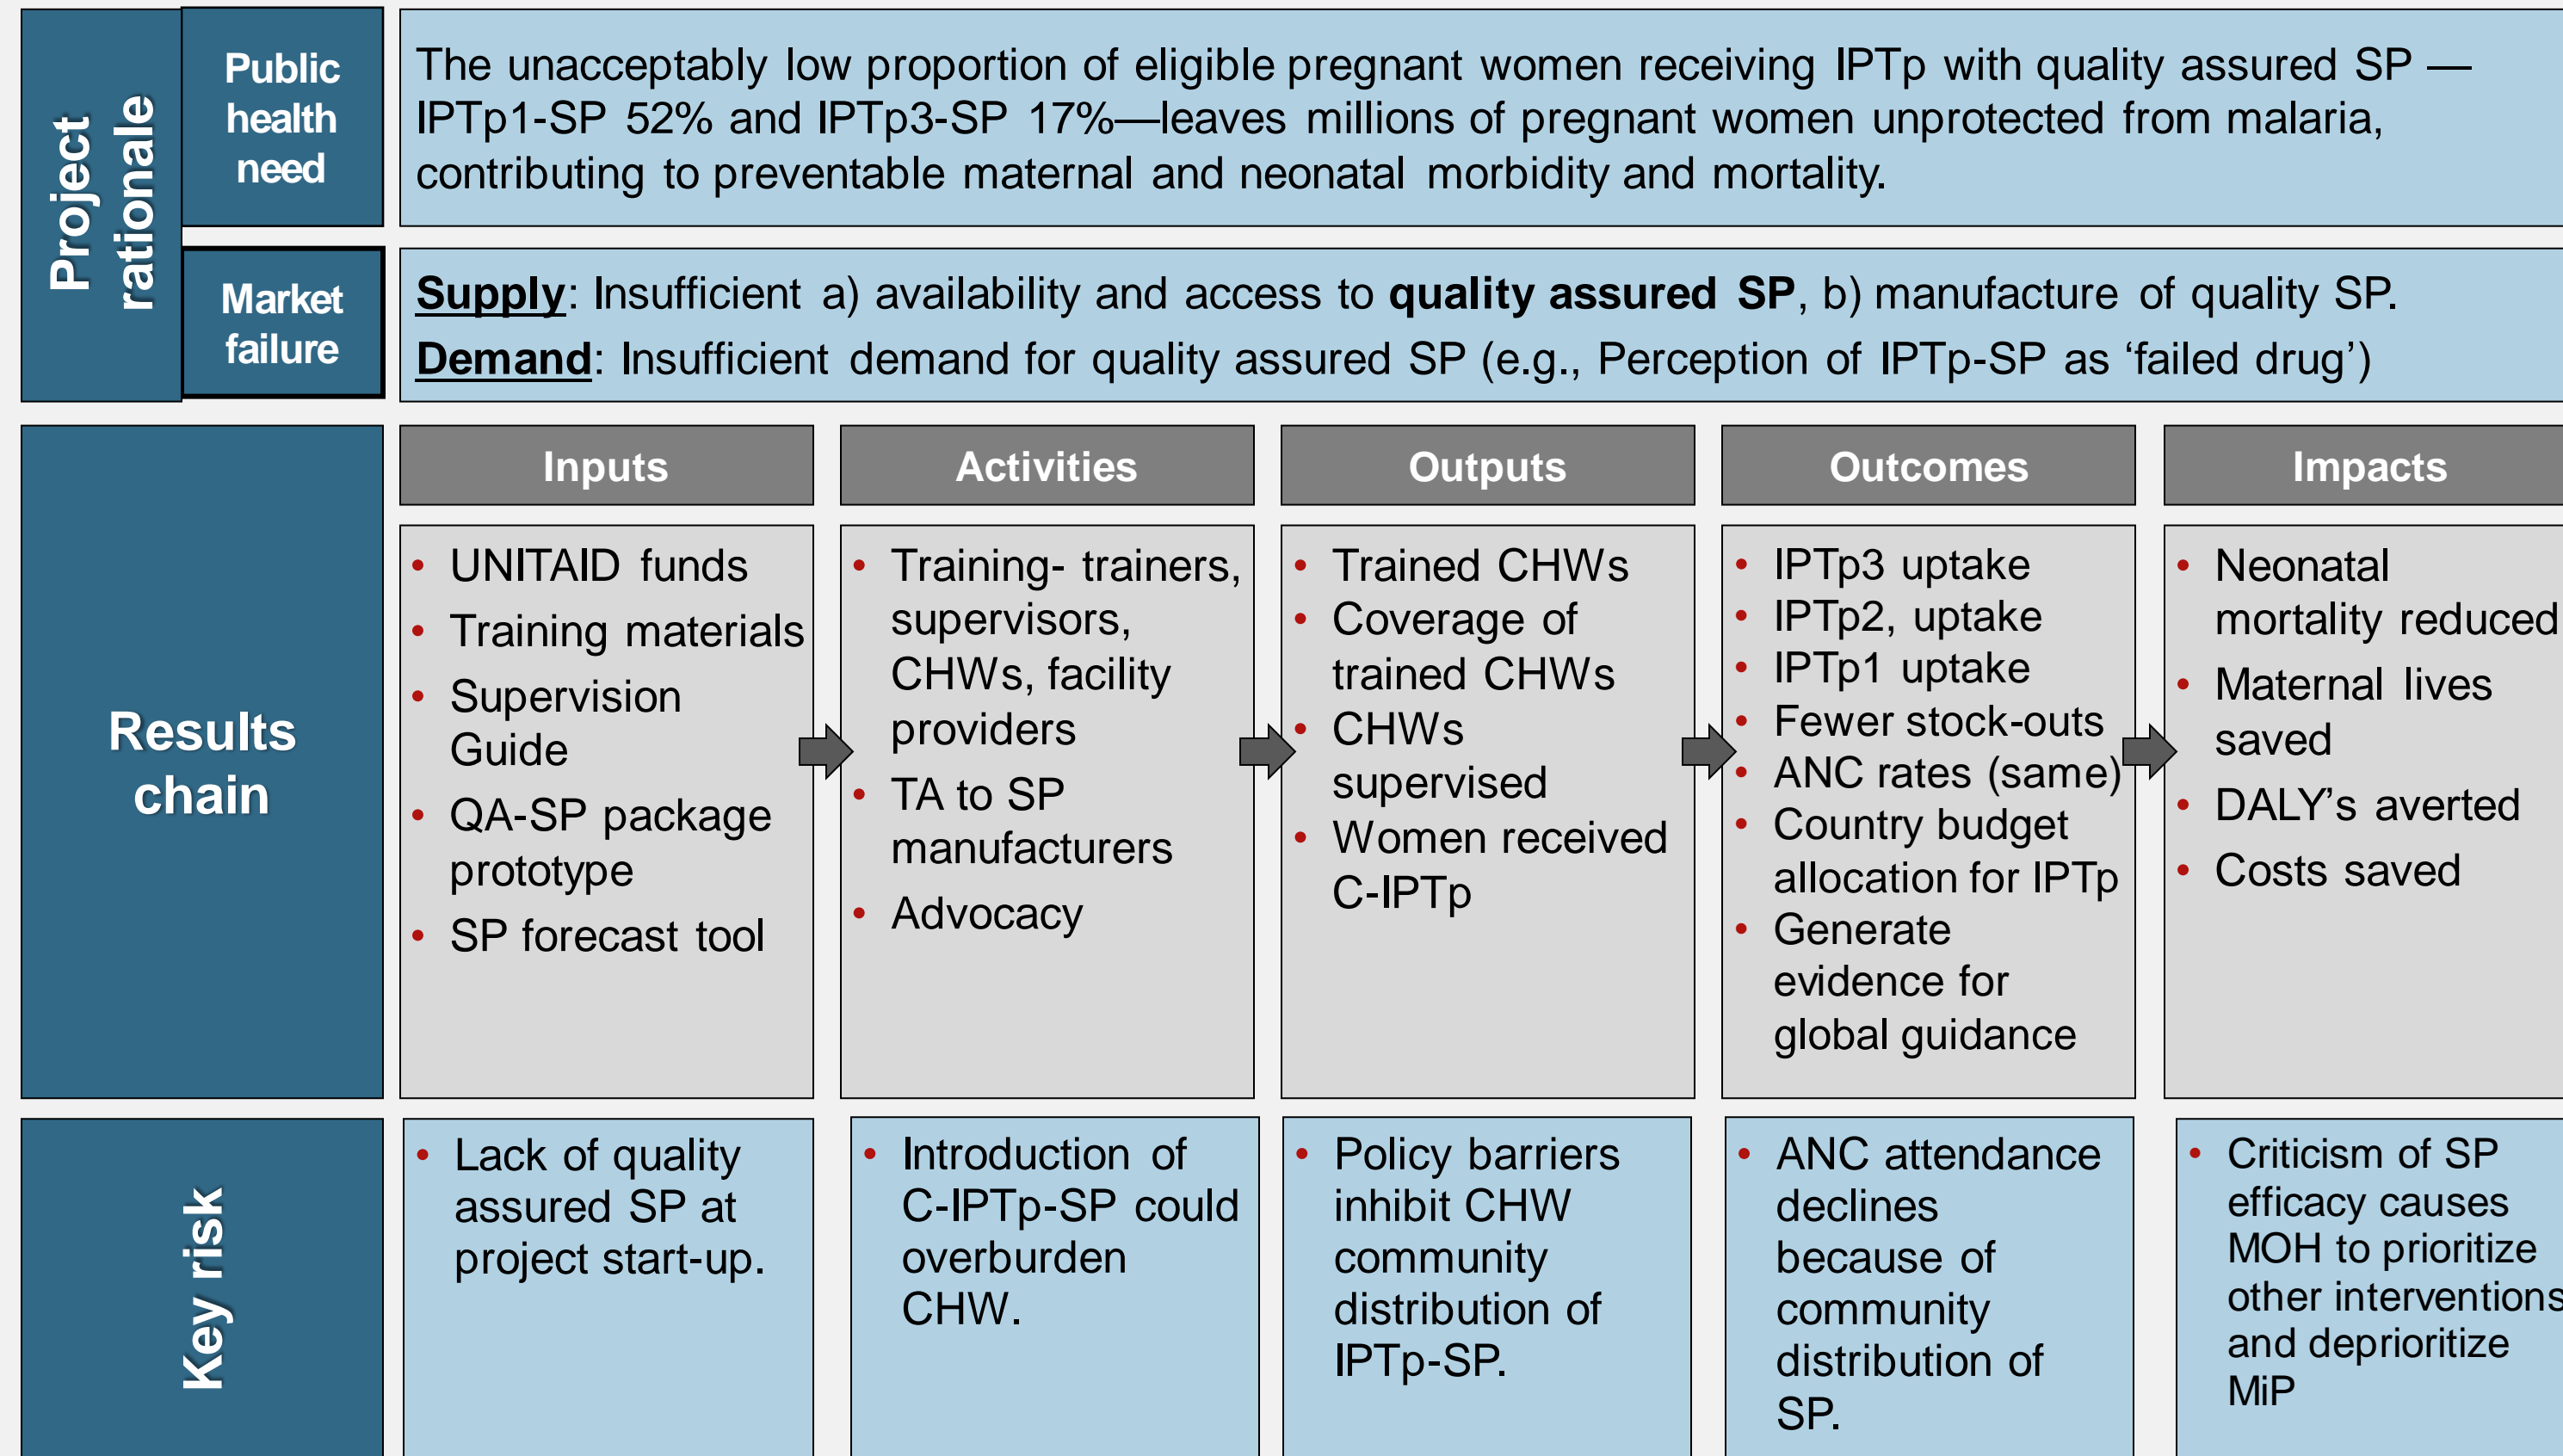 Project
rationale
Public
health
need
The unacceptably low proportion of eligible pregnant women receiving IPTp with quality assured SP —
IPTp1-SP 52% and IPTp3-SP 17%—leaves millions of pregnant women unprotected from malaria,
contributing to preventable maternal and neonatal morbidity and mortality.
Market
failure
Supply: Insufficient a) availability and access to quality assured SP, b) manufacture of quality SP.
Demand: Insufficient demand for quality assured SP (e.g., Perception of IPTp-SP as ‘failed drug’)
Results
chain
Inputs
• UNITAID funds
• Training materials
• Supervision
Guide
• QA-SP package
prototype
• SP forecast tool
Activities
• Training- trainers,
supervisors,
CHWs, facility
providers
• TA to SP
manufacturers
• Advocacy
Outputs
• Trained CHWs
• Coverage of
trained CHWs
• CHWs
supervised
• Women received
C-IPTp
Outcomes
• IPTp3 uptake
• IPTp2, uptake
• IPTp1 uptake
• Fewer stock-outs
• ANC rates (same)
• Country budget
allocation for IPTp
• Generate
evidence for
global guidance
Impacts
• Neonatal
mortality reduced
• Maternal lives
saved
• DALY’s averted
• Costs saved
Key risk
• Lack of quality
assured SP at
project start-up.
• Introduction of
C-IPTp-SP could
overburden
CHW.
• Policy barriers
inhibit CHW
community
distribution of
IPTp-SP.
• ANC attendance
declines
because of
community
distribution of
SP.
• Criticism of SP
efficacy causes
MOH to prioritize
other interventions
and deprioritize
MiP